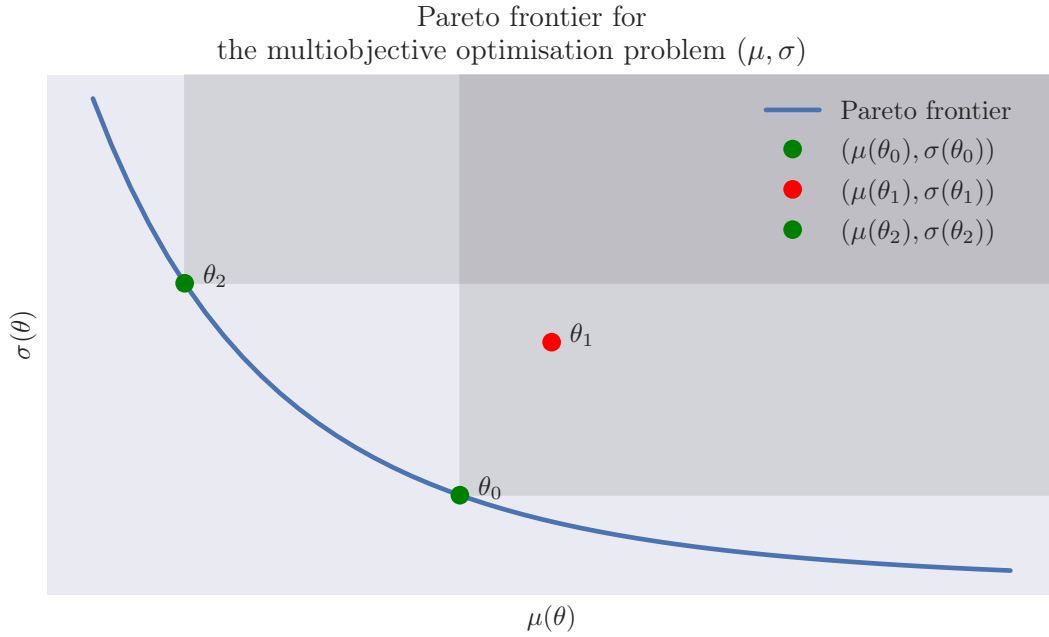 Pareto frontier for
the multiobjective optimisation problem (μ, σ)
Pareto frontier
(μ(θ₀), σ(θ₀))
(μ(θ₁), σ(θ₁))
(μ(θ₂), σ(θ₂))
θ₂
θ₁
θ₀
σ(θ)
μ(θ)